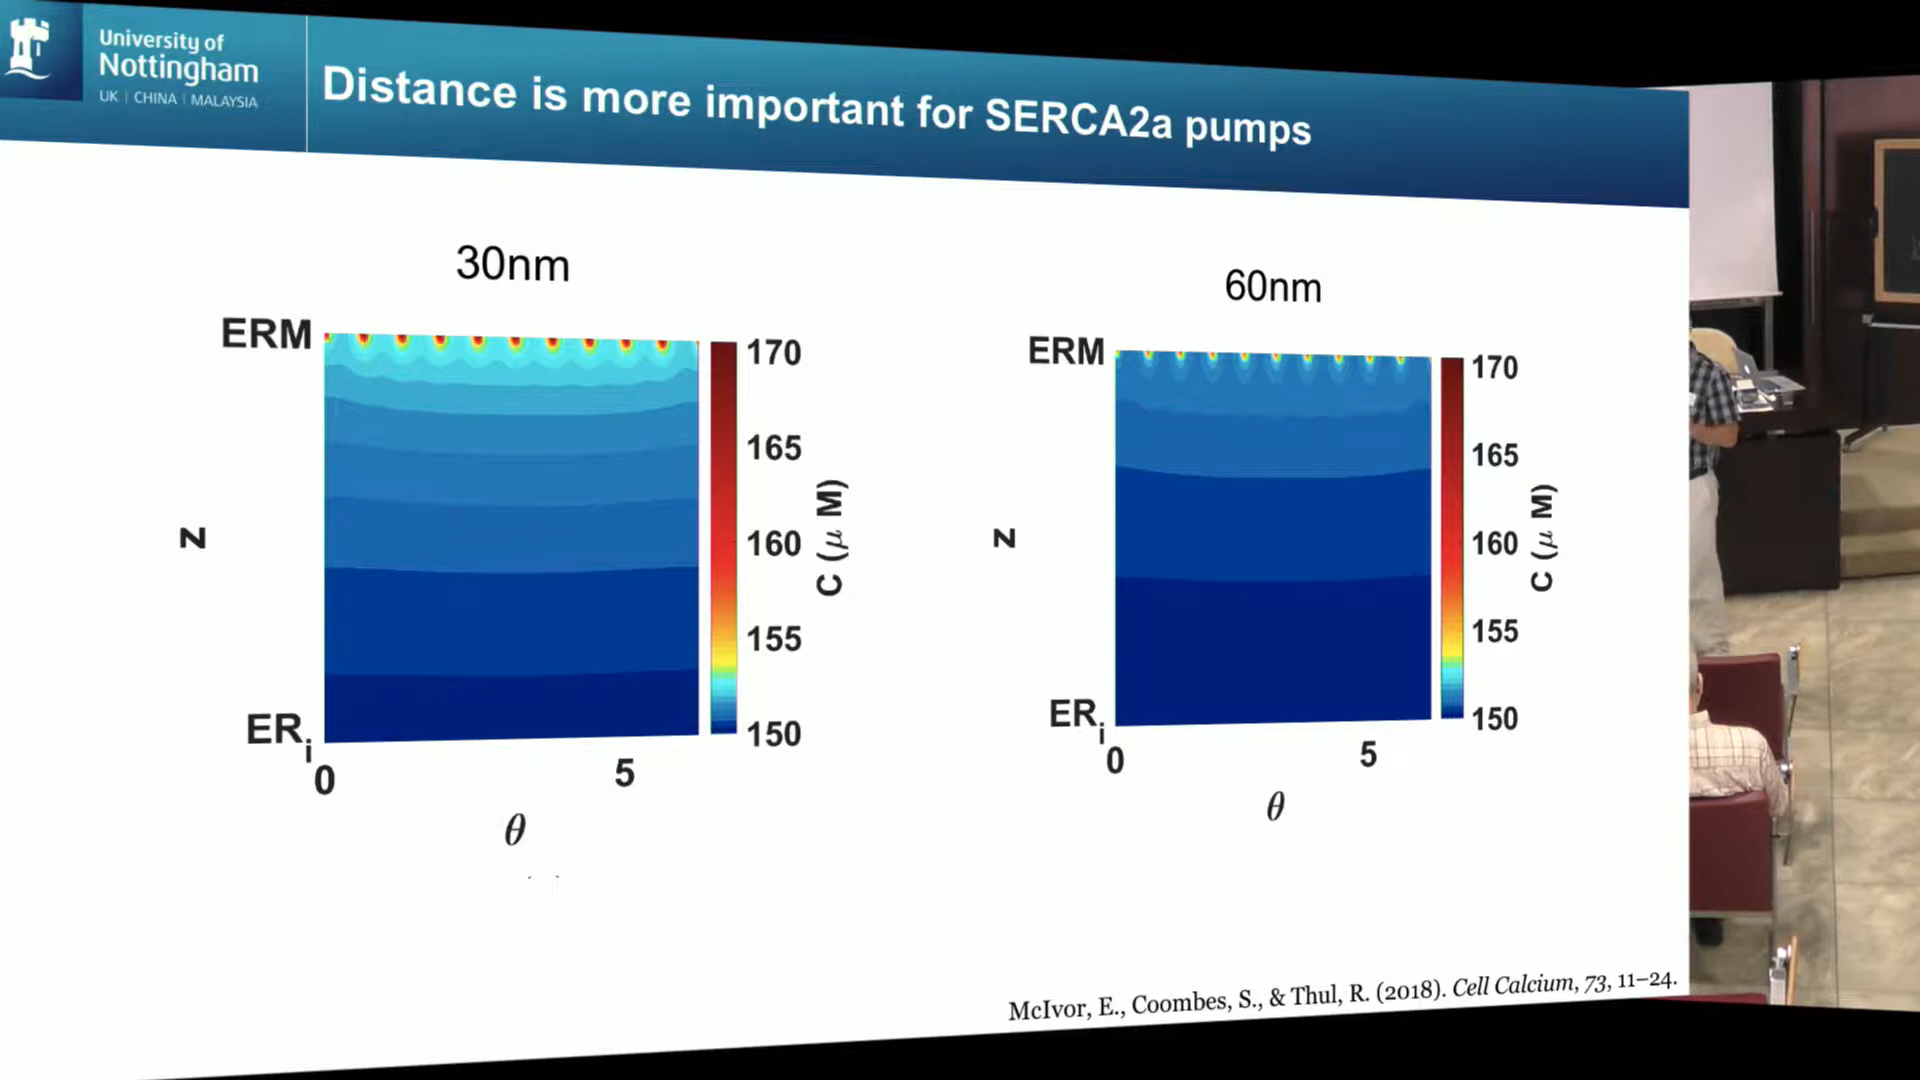 University of
Nottingham
UK | CHINA | MALAYSIA
Distance is more important for SERCA2a pumps
30nm
ERM
170
165
160
155
150
C (μ M)
z
ERi
0
5
θ
60nm
ERM
170
165
160
155
150
C (μ M)
z
ERi
0
5
θ
McIvor, E., Coombes, S., & Thul, R. (2018). Cell Calcium, 73, 11–24.